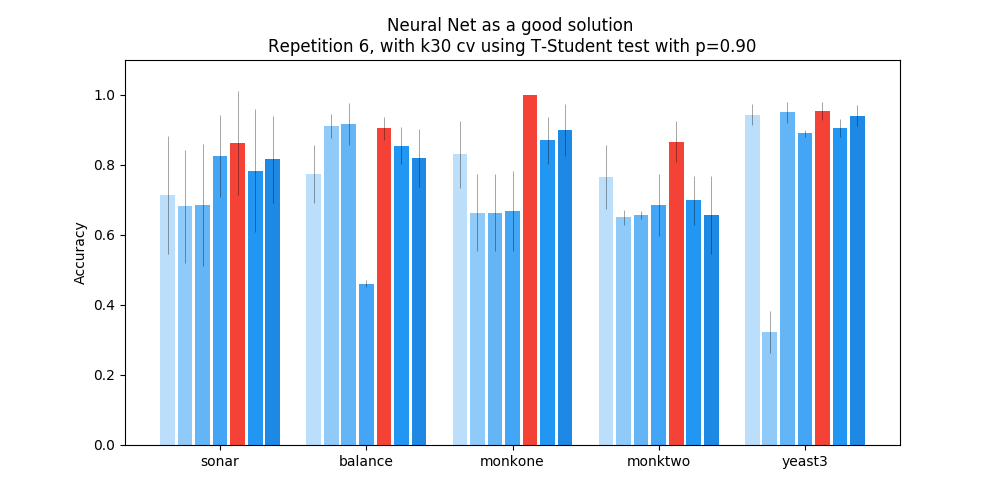 Neural Net as a good solution
Repetition 6, with k30 cv using T-Student test with p=0.90
1.0
0.8
0.6
0.4
0.2
0.0
Accuracy
sonar
balance
monkone
monktwo
yeast3